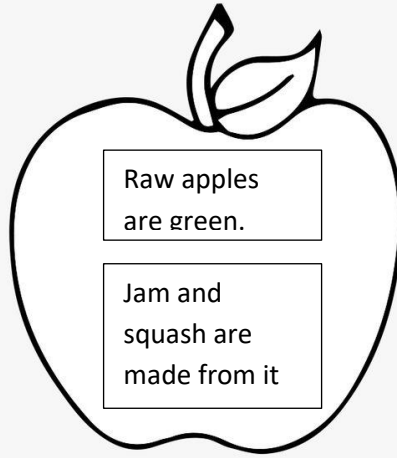 Raw apples
are green.
Jam and
squash are
made from it